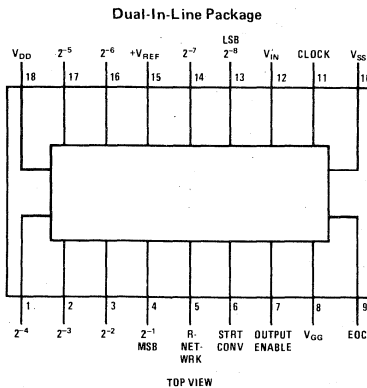 Dual-In-Line Package
LSB
V_DD 2^-5 2^-6 +V_REF 2^-7 2^-8 V_IN CLOCK V_SS
18 17 16 15 14 13 12 11 10
1 2 3 4 5 6 7 8 9
2^-4 2^-3 2^-2 2^-1 R- STRT OUTPUT V_GG EOC
MSB NET- CONV ENABLE
WRK
TOP VIEW